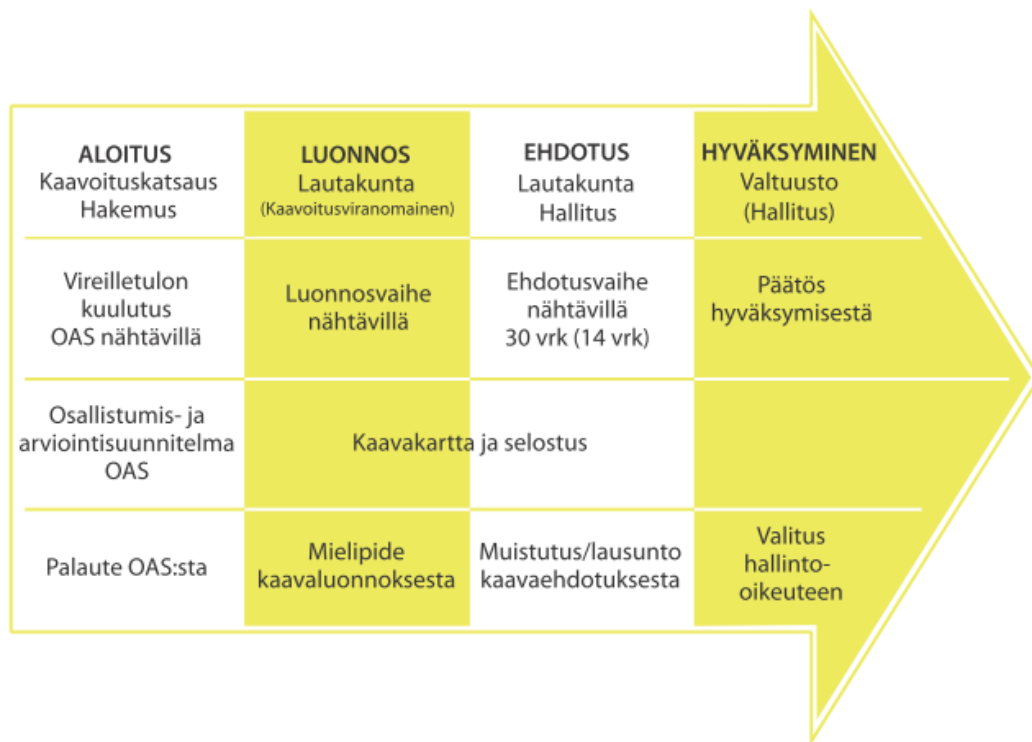 ALOITUS
Kaavoituskatsaus
Hakemus
LUONNOS
Lautakunta
(Kaavoitusviranomainen)
EHDOTUS
Lautakunta
Hallitus
HYVÄKSYMINEN
Valtuusto
(Hallitus)
Vireilletulon
kuulutus
OAS nähtävillä
Luonnosvaihe
nähtävillä
Ehdotusvaihe
nähtävillä
30 vrk (14 vrk)
Päätös
hyväksymisestä
Osallistumis- ja
arviointisuunnitelma
OAS
Kaavakartta ja selostus
Palaute OAS:sta
Mielipide
kaavaluonnoksesta
Muistutus/lausunto
kaavaehdotuksesta
Valitus
hallinto-
oikeuteen